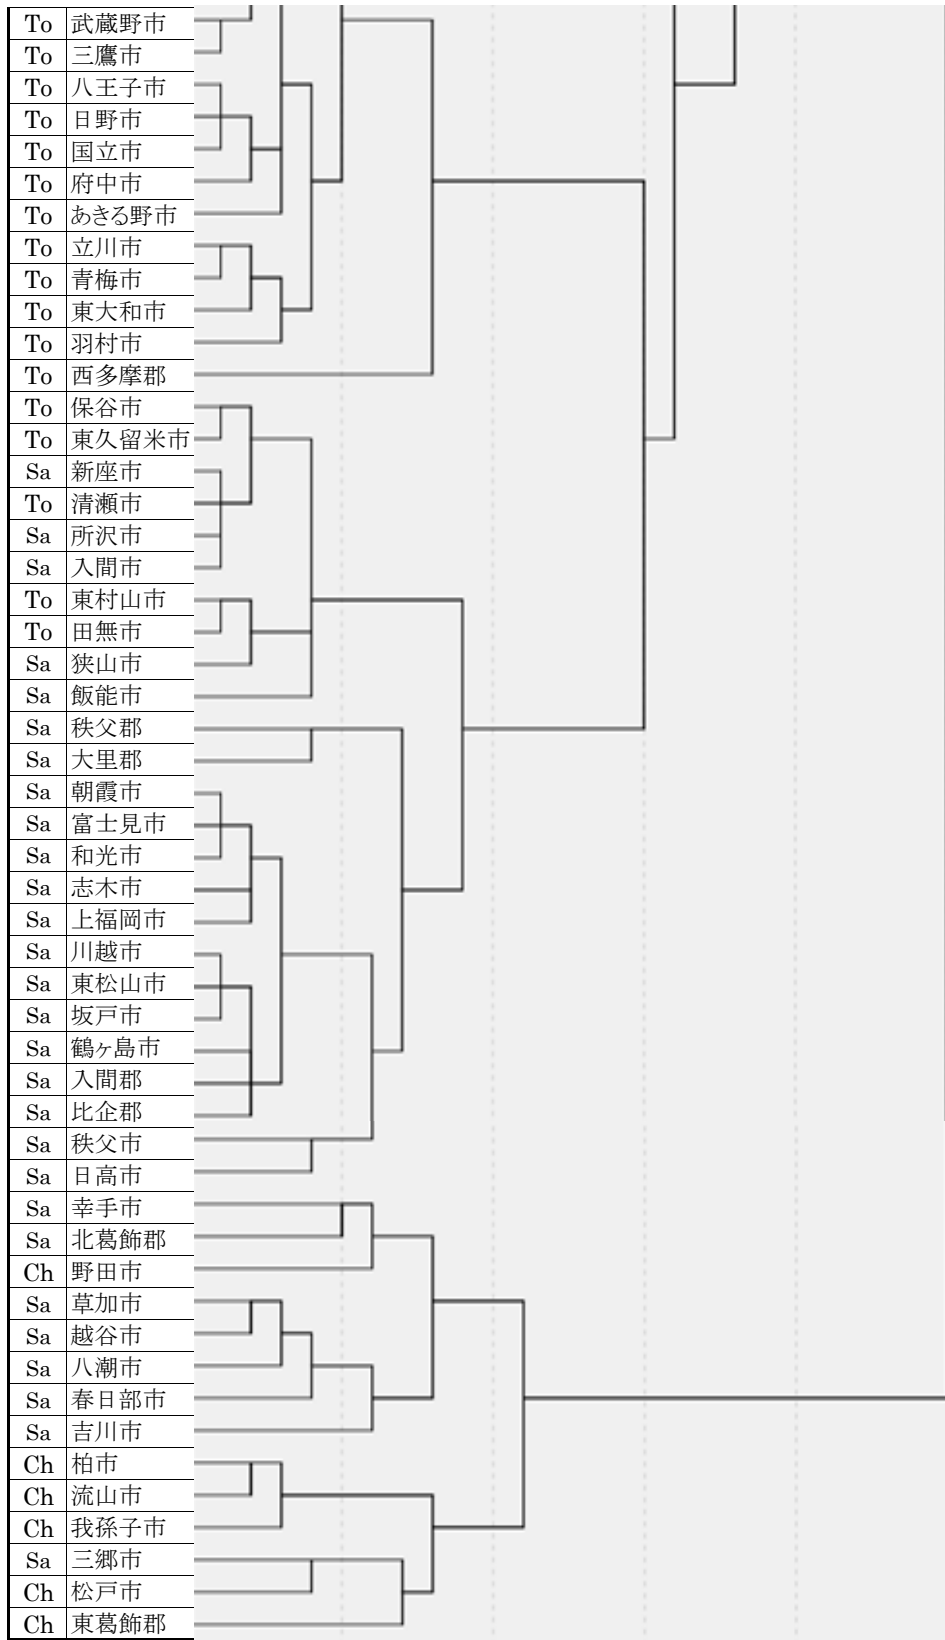 To 武蔵野市
To 三鷹市
To 八王子市
To 日野市
To 国立市
To 府中市
To あきる野市
To 立川市
To 青梅市
To 東大和市
To 羽村市
To 西多摩郡
To 保谷市
To 東久留米市
Sa 新座市
To 清瀬市
Sa 所沢市
Sa 入間市
To 東村山市
To 田無市
Sa 狭山市
Sa 飯能市
Sa 秩父郡
Sa 大里郡
Sa 朝霞市
Sa 富士見市
Sa 和光市
Sa 志木市
Sa 上福岡市
Sa 川越市
Sa 東松山市
Sa 坂戸市
Sa 鶴ヶ島市
Sa 入間郡
Sa 比企郡
Sa 秩父市
Sa 日高市
Sa 幸手市
Sa 北葛飾郡
Ch 野田市
Sa 草加市
Sa 越谷市
Sa 八潮市
Sa 春日部市
Sa 吉川市
Ch 柏市
Ch 流山市
Ch 我孫子市
Sa 三郷市
Ch 松戸市
Ch 東葛飾郡